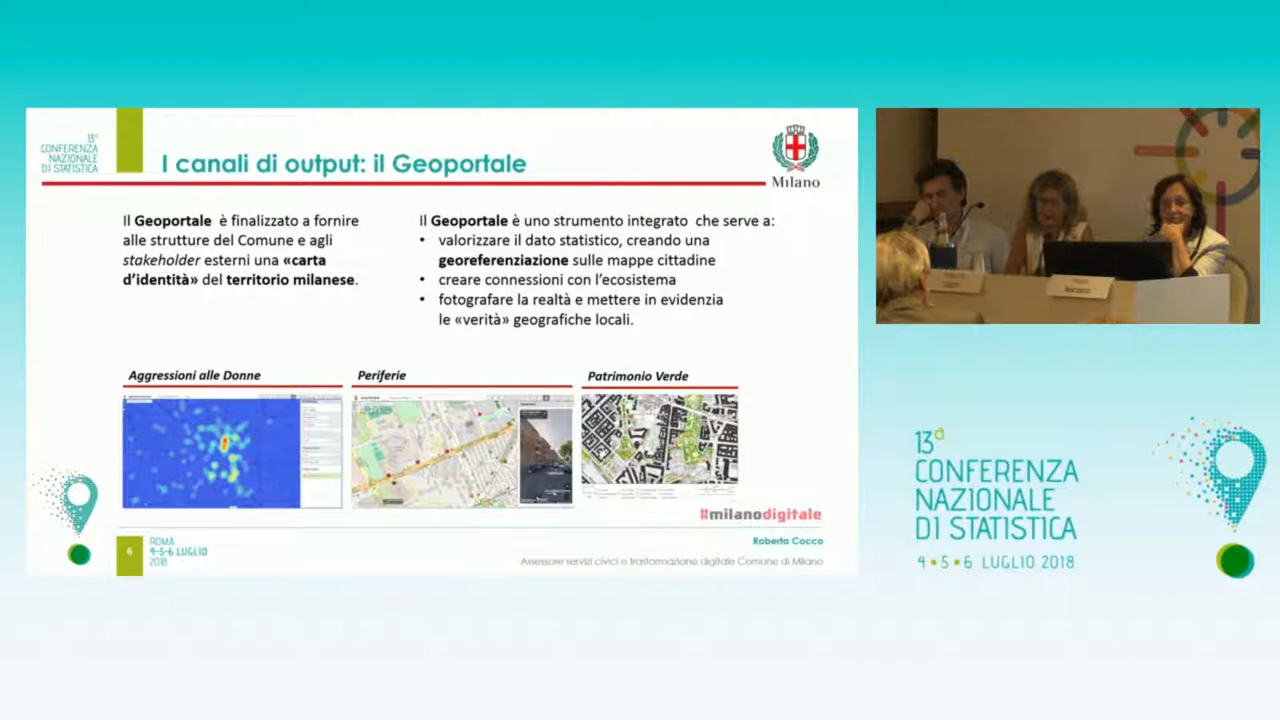 13ª
CONFERENZA
NAZIONALE
DI STATISTICA
I canali di output: il Geoportale
Milano
Il Geoportale è finalizzato a fornire
alle strutture del Comune e agli
stakeholder esterni una «carta
d'identità» del territorio milanese.
Il Geoportale è uno strumento integrato che serve a:
• valorizzare il dato statistico, creando una
georeferenziazione sulle mappe cittadine
• creare connessioni con l'ecosistema
• fotografare la realtà e mettere in evidenzia
le «verità» geografiche locali.
Aggressioni alle Donne
Periferie
Patrimonio Verde
#milanodigitale
6
ROMA
4-5-6 LUGLIO
2018
Roberta Cocco
Assessore servizi civici e trasformazione digitale Comune di Milano
13ª
CONFERENZA
NAZIONALE
DI STATISTICA
4•5•6 LUGLIO 2018